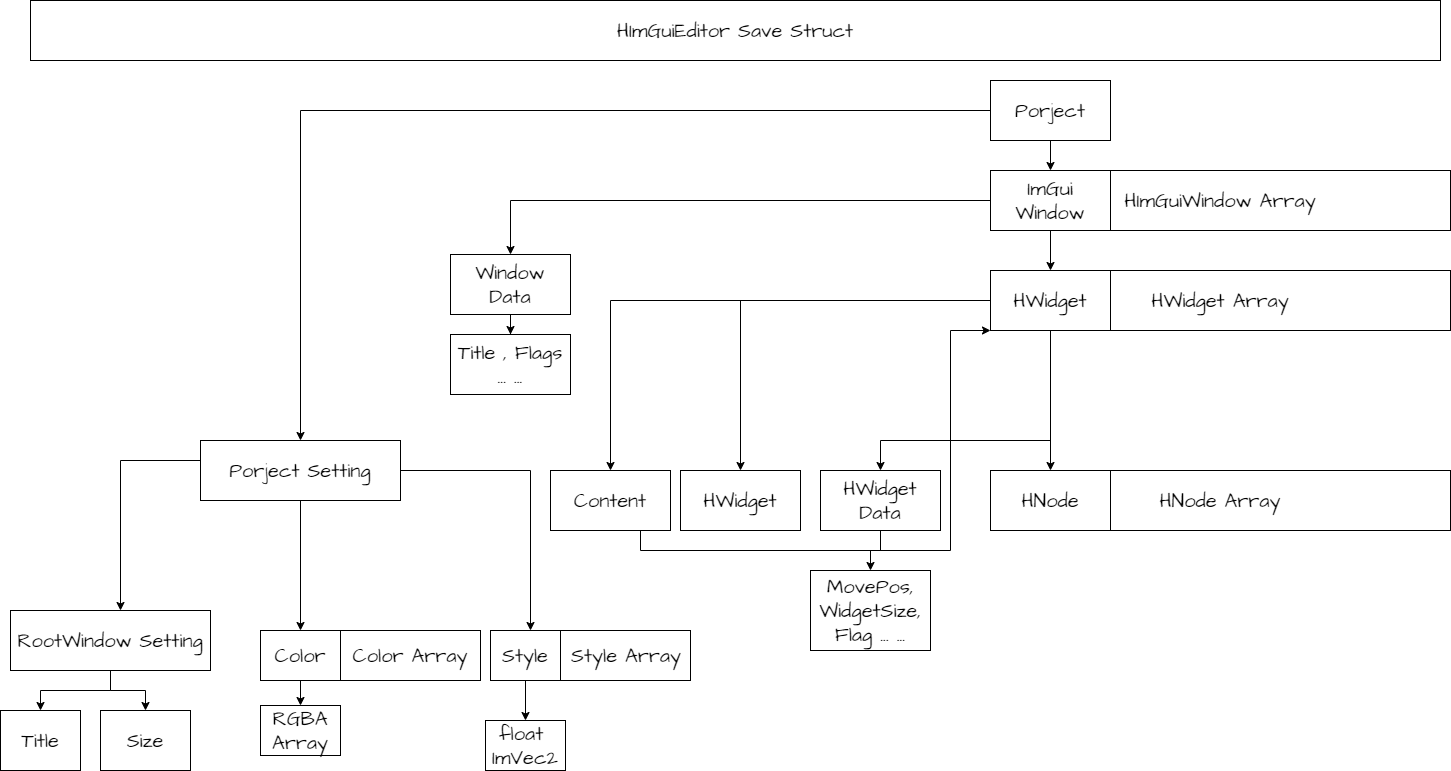 HImGuiEditor Save Struct
Porject
ImGui
Window
HImGuiWindow Array
Window
Data
HWidget
HWidget Array
Title , Flags
... ...
Porject Setting
Content
HWidget
HWidget
Data
HNode
HNode Array
MovePos,
WidgetSize,
Flag ... ...
RootWindow Setting
Color
Color Array
Style
Style Array
Title
Size
RGBA
Array
float
ImVec2